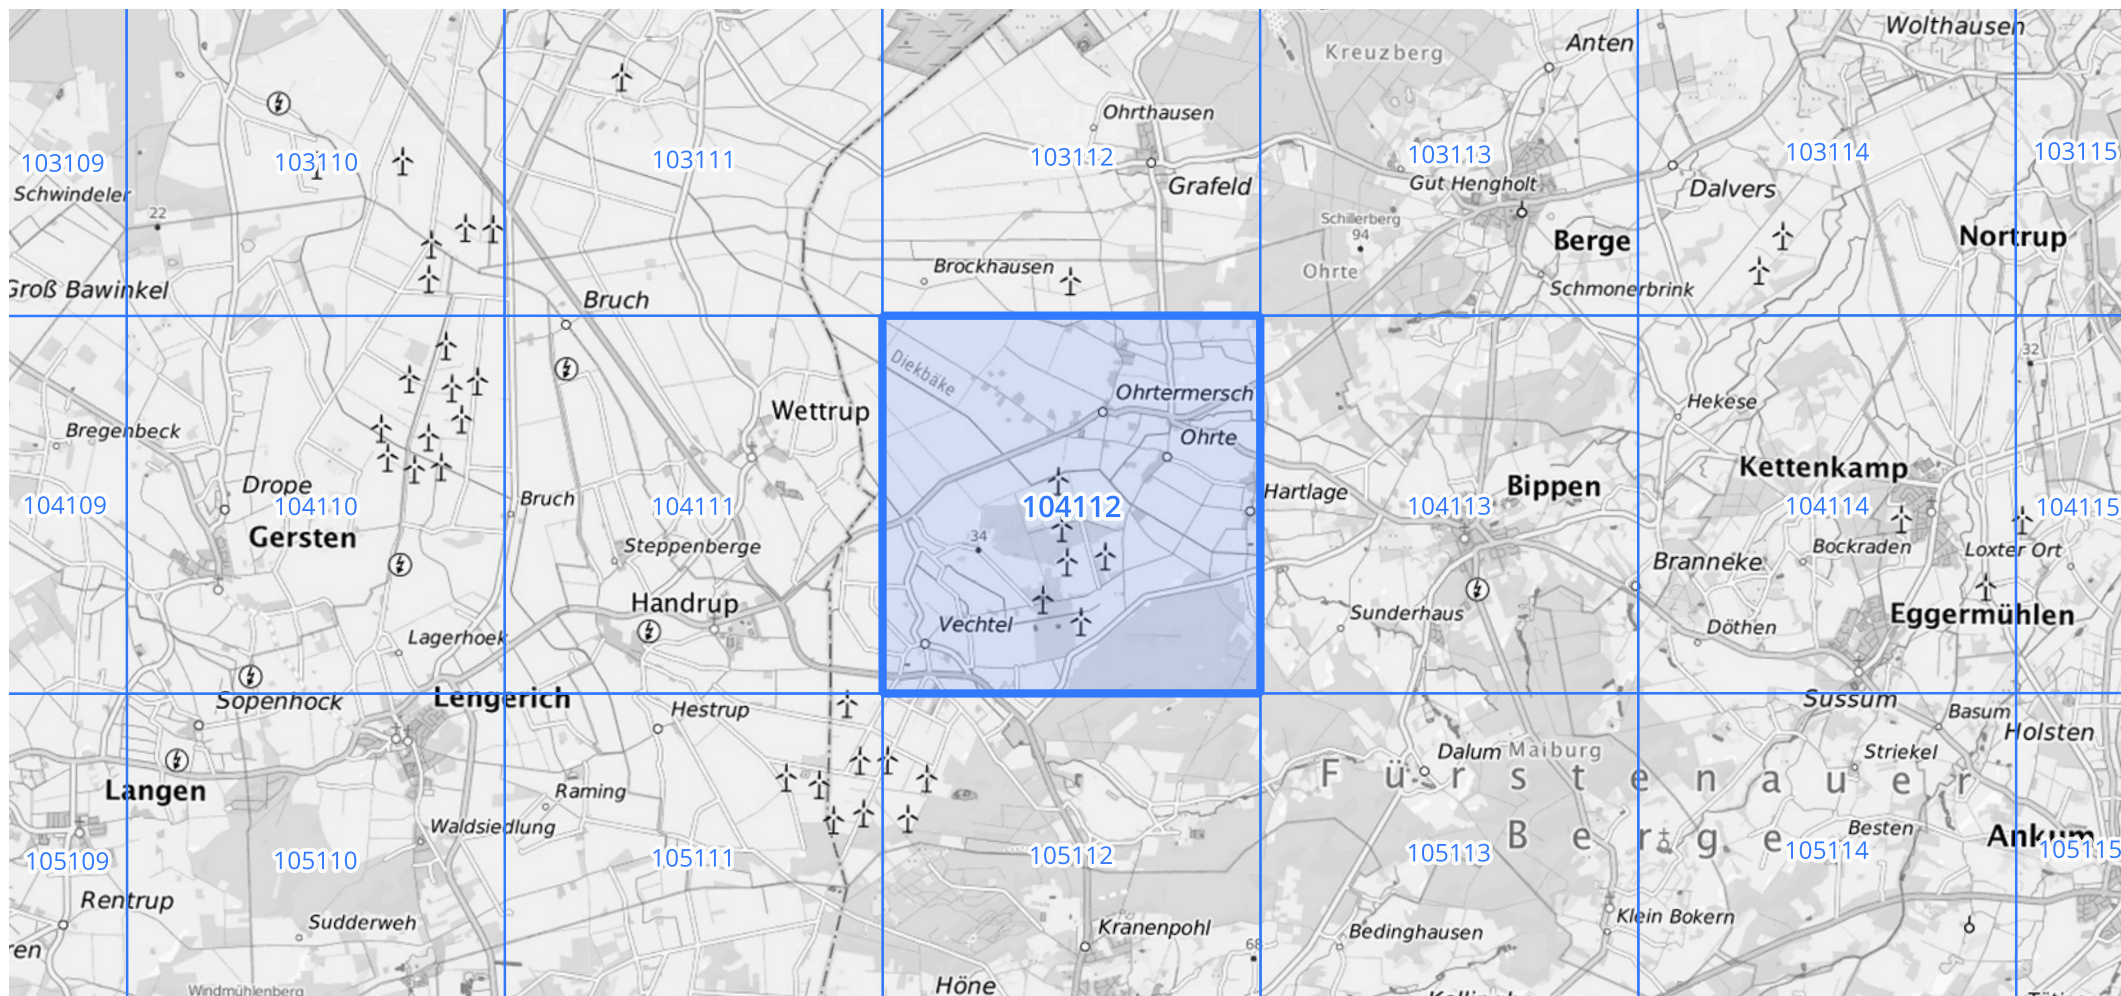 Wolthausen
Anten
Kreuzberg
Ohrthausen
103109
103110
103111
103112
103113
103114
103115
Schwindeler
Grafeld
Gut Hengholt
Dalvers
22
Schillerberg
94
Berge
Nortrup
Brockhausen
Ohrte
Groß Bawinkel
Bruch
Schmonerbrink
32
Diekbäke
Ohrtermersch
Wettrup
Hekese
Bregenbeck
Ohrte
Drope
Kettenkamp
Bruch
Hartlage
Bippen
104109
104110
104111
104112
104113
104114
104115
Gersten
Steppenberge
34
Bockraden
Loxter Ort
Branneke
Handrup
Sunderhaus
Eggermühlen
Lagerhoek
Vechtel
Döthen
Sopenhock
Lengerich
Hestrup
Sussum
Basum
Holsten
Dalum
Maiburg
Striekel
Fürstenauer
Langen
Raming
Waldsiedlung
Besten
Berge
Ankum
105109
105110
105111
105112
105113
105114
105115
Rentrup
Sudderweh
Kranenpohl
Klein Bokern
Bedinghausen
68
ren
Höne
Windmühlenberg